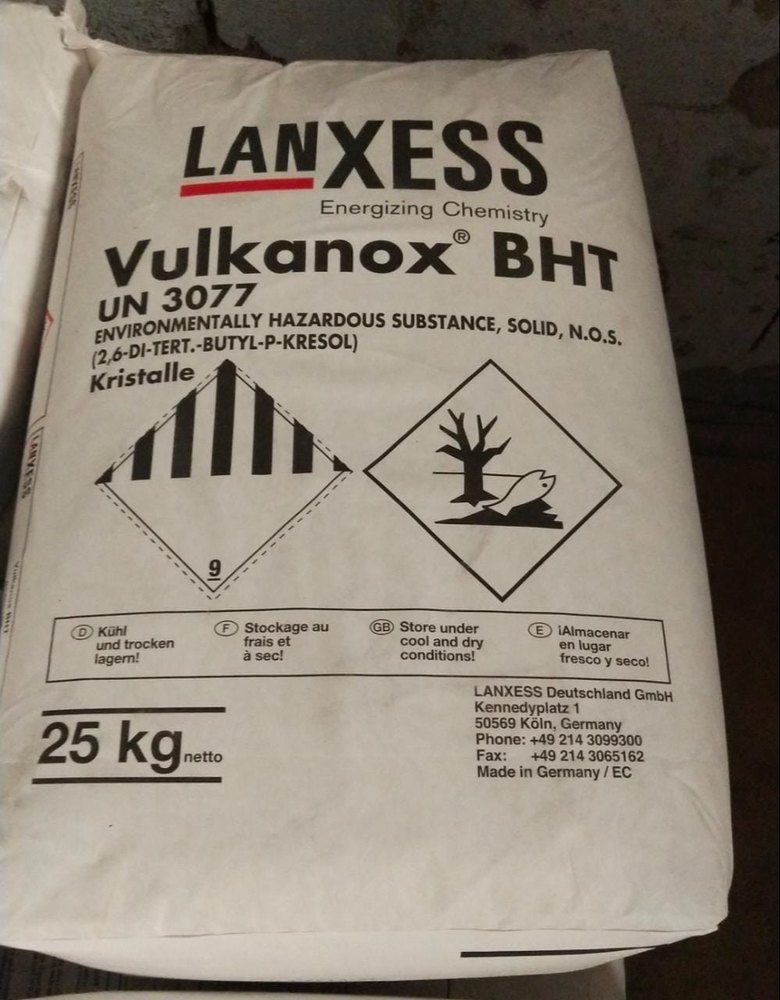 LANXESS
Energizing Chemistry
Vulkanox® BHT
UN 3077
ENVIRONMENTALLY HAZARDOUS SUBSTANCE, SOLID, N.O.S.
(2,6-DI-TERT.-BUTYL-P-KRESOL)
Kristalle
9
D Kühl
und trocken
lagern!
F Stockage au
frais et
à sec!
GB Store under
cool and dry
conditions!
E ¡Almacenar
en lugar
fresco y seco!
25 kg netto
LANXESS Deutschland GmbH
Kennedyplatz 1
50569 Köln, Germany
Phone: +49 214 3099300
Fax: +49 214 3065162
Made in Germany / EC
LANXESS
Vulkanox BHT